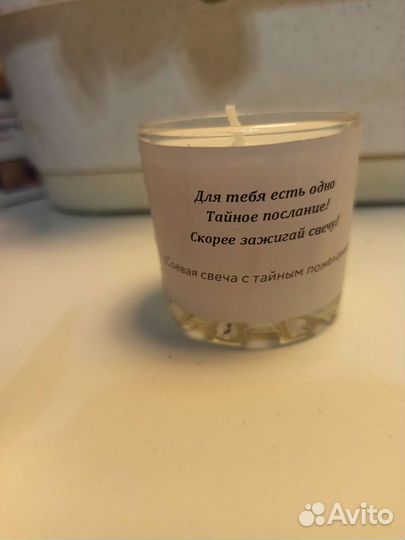 Для тебя есть одно
Тайное послание!
Скорее зажигай свечу!
Соевая свеча с тайным
Avito